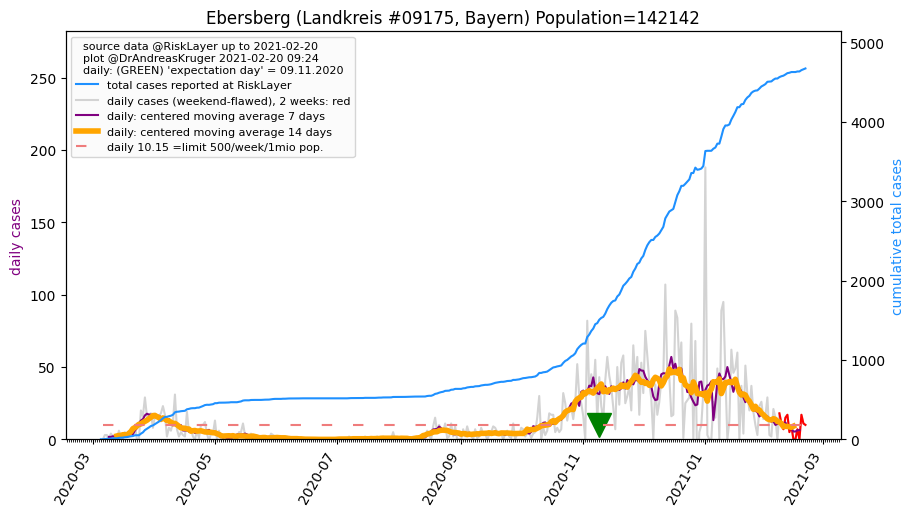 Ebersberg (Landkreis #09175, Bayern) Population=142142
source data @RiskLayer up to 2021-02-20
plot @DrAndreasKruger 2021-02-20 09:24
daily: (GREEN) 'expectation day' = 09.11.2020
total cases reported at RiskLayer
daily cases (weekend-flawed), 2 weeks: red
daily: centered moving average 7 days
daily: centered moving average 14 days
daily 10.15 =limit 500/week/1mio pop.
daily cases
250
200
150
100
50
0
5000
4000
3000
2000
1000
0
cumulative total cases
2020-03
2020-05
2020-07
2020-09
2020-11
2021-01
2021-03